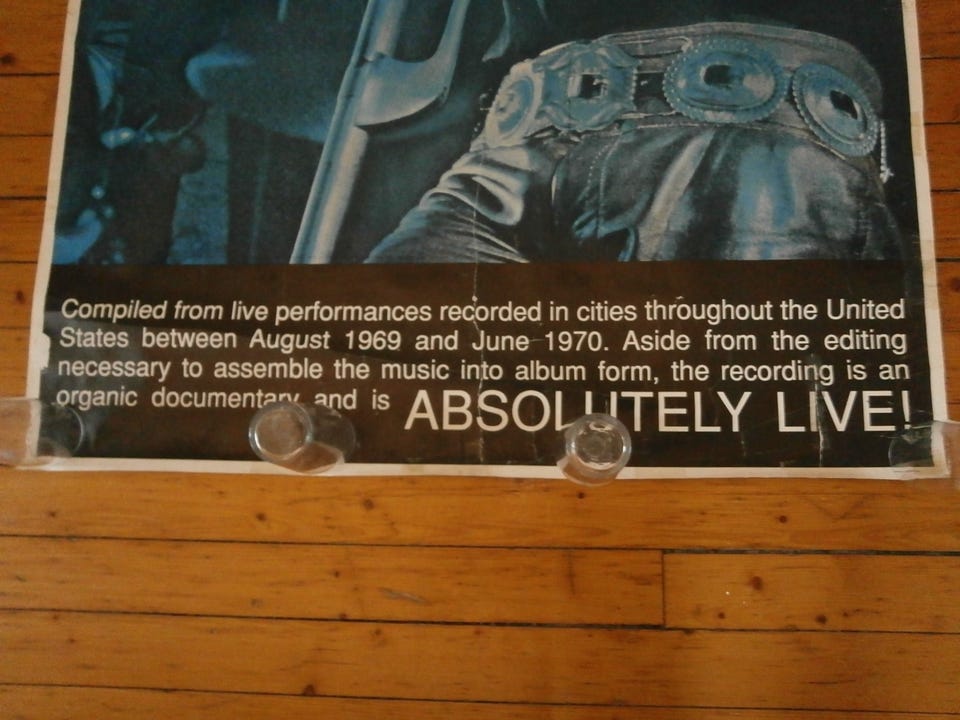 Compiled from live performances recorded in cities throughout the United
States between August 1969 and June 1970. Aside from the editing
necessary to assemble the music into album form, the recording is an
organic documentary and is ABSOLUTELY LIVE!